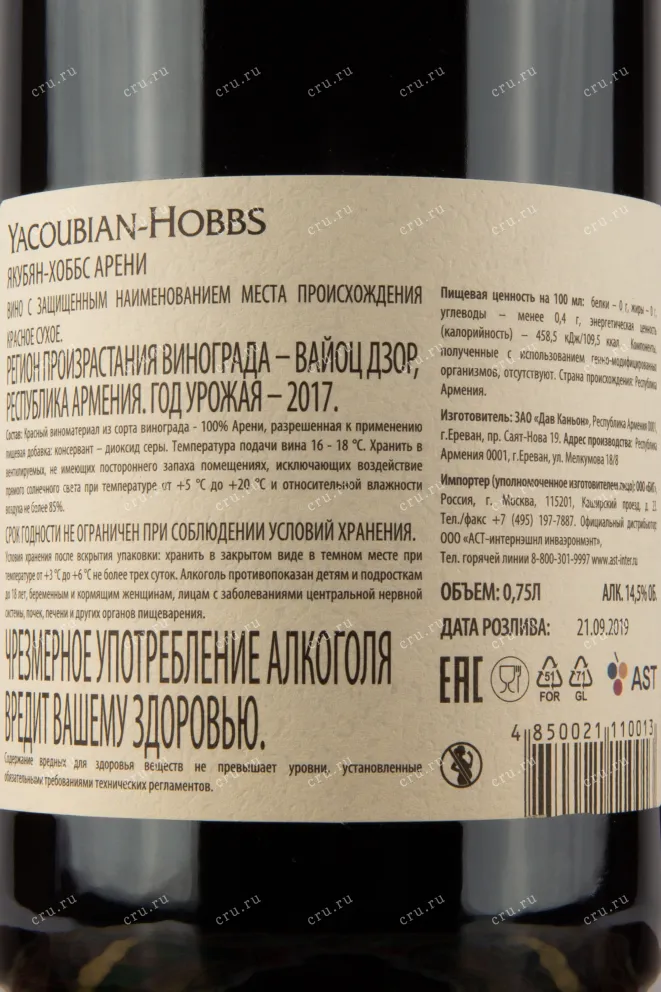 YACOUBIAN-HOBBS
ЯКУБЯН-ХОББС АРЕНИ
ВИНО С ЗАЩИЩЕННЫМ НАИМЕНОВАНИЕМ МЕСТА ПРОИСХОЖДЕНИЯ
КРАСНОЕ СУХОЕ.
РЕГИОН ПРОИЗРАСТАНИЯ ВИНОГРАДА – ВАЙОЦ ДЗОР,
РЕСПУБЛИКА АРМЕНИЯ. ГОД УРОЖАЯ – 2017.
Состав: Красный виноматериал из сорта винограда - 100% Арени, разрешенная к применению
пищевая добавка: консервант – диоксид серы. Температура подачи вина 16 - 18 °С. Хранить в
вентилируемых, не имеющих постороннего запаха помещениях, исключающих воздействие
прямого солнечного света при температуре от +5 °С до +20 °С и относительной влажности
воздуха не более 85%.
СРОК ГОДНОСТИ НЕ ОГРАНИЧЕН ПРИ СОБЛЮДЕНИИ УСЛОВИЙ ХРАНЕНИЯ.
Условия хранения после вскрытия упаковки: хранить в закрытом виде в темном месте при
температуре от +3 °С до +6 °С не более трех суток. Алкоголь противопоказан детям и подросткам
до 18 лет, беременным и кормящим женщинам, лицам с заболеваниями центральной нервной
системы, почек, печени и других органов пищеварения.
ЧРЕЗМЕРНОЕ УПОТРЕБЛЕНИЕ АЛКОГОЛЯ
ВРЕДИТ ВАШЕМУ ЗДОРОВЬЮ.
Содержание вредных для здоровья веществ не превышает уровни, установленные
обязательными требованиями технических регламентов.
Пищевая ценность на 100 мл: белки – 0 г, жиры – 0 г,
углеводы – менее 0,4 г, энергетическая ценность
(калорийность) – 458,5 кДж/109,5 ккал. Компоненты,
полученные с использованием генно-модифицированных
организмов, отсутствуют. Страна происхождения: Республика
Армения.
Изготовитель: ЗАО «Дав Каньон», Республика Армения 0001,
г.Ереван, пр. Саят-Нова 19. Адрес производства: Республика
Армения 0001, г.Ереван, ул. Мелкумова 18/8
Импортер (уполномоченное изготовителем лицо): ООО
Россия, г. Москва, 115201, Каширский проезд, д. 23.
Тел./факс +7 (495) 197-7887. Официальный дистрибьютор
ООО «АСТ-интернэшнл инваэронмэнт».
Тел. горячей линии 8-800-301-9997 www.ast-inter.ru
ОБЪЕМ: 0,75Л АЛК. 14,5% ОБ.
ДАТА РОЗЛИВА: 21.09.2019
EAC 51 FOR 71 GL AST
4 850021 110013
cru.ru